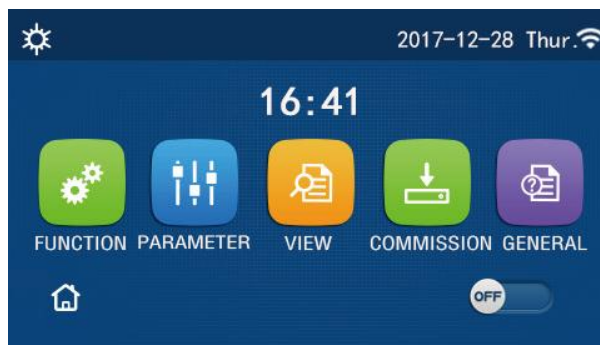 2017-12-28 Thur.
16:41
FUNCTION PARAMETER VIEW COMMISSION GENERAL
OFF